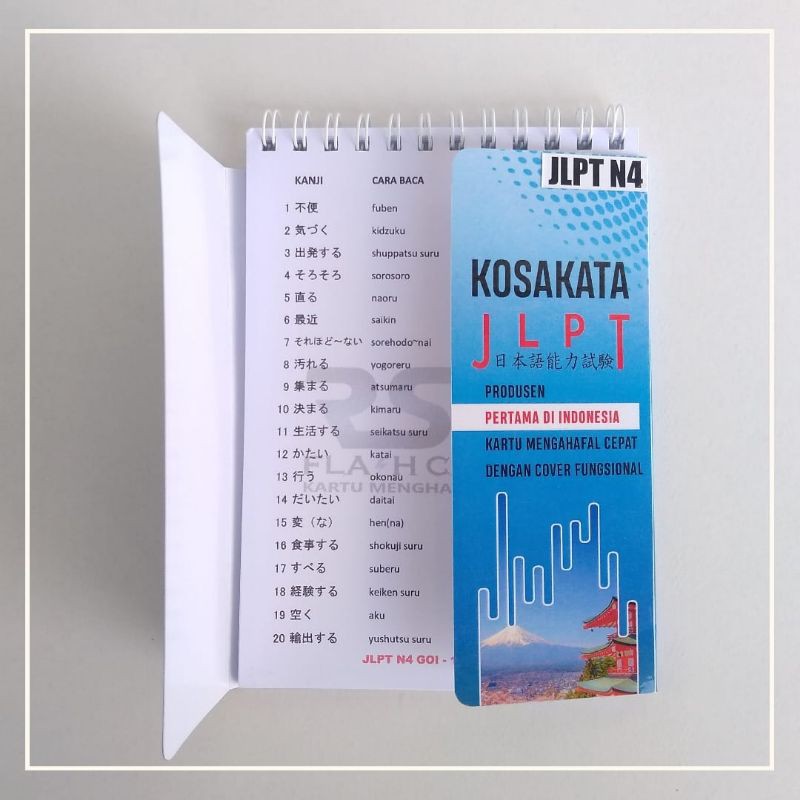 KANJI CARA BACA
1 不便 fuben
2 気づく kidzuku
3 出発する shuppatsu suru
4 そろそろ sorosoro
5 直る naoru
6 最近 saikin
7 それほど～ない sorehodo~nai
8 汚れる yogoreru
9 集まる atsumaru
10 決まる kimaru
11 生活する seikatsu suru
12 かたい katai
13 行う okonau
14 だいたい daitai
15 変（な） hen(na)
16 食事する shokuji suru
17 すべる suberu
18 経験する keiken suru
19 空く aku
20 輸出する yushutsu suru
JLPT N4 GOI -
RS
KARTU
JLPT N4
KOSAKATA
JLPT
日本語能力試験
PRODUSEN
PERTAMA DI INDONESIA
KARTU MENGAHAFAL CEPAT
DENGAN COVER FUNGSIONAL